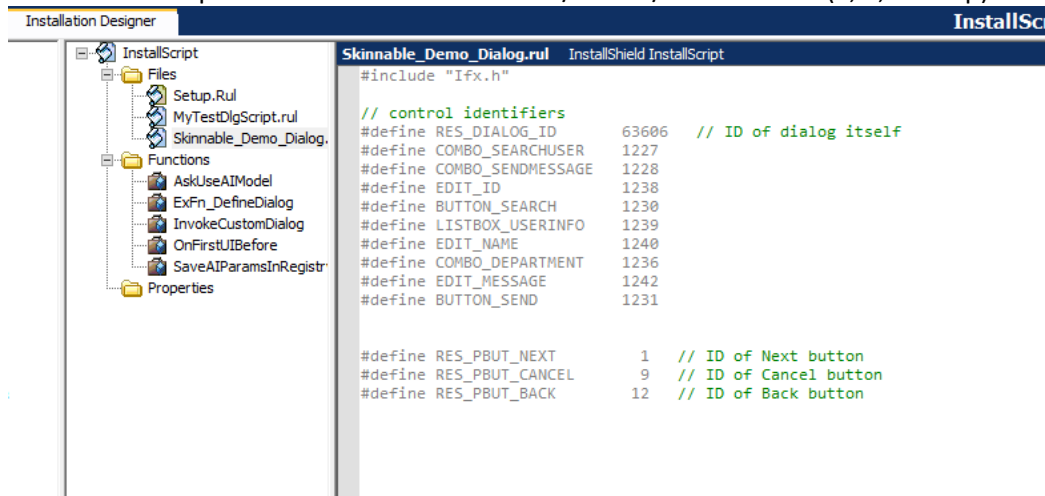 Installation Designer
InstallSc
InstallScript
Files
Setup.Rul
MyTestDlgScript.rul
Skinnable_Demo_Dialog.
Functions
AskUseAIModel
ExFn_DefineDialog
InvokeCustomDialog
OnFirstUIBefore
SaveAIParamsInRegistr
Properties
Skinnable_Demo_Dialog.rul InstallShield InstallScript
#include "Ifx.h"
// control identifiers
#define RES_DIALOG_ID 63606 // ID of dialog itself
#define COMBO_SEARCHUSER 1227
#define COMBO_SENDMESSAGE 1228
#define EDIT_ID 1238
#define BUTTON_SEARCH 1230
#define LISTBOX_USERINFO 1239
#define EDIT_NAME 1240
#define COMBO_DEPARTMENT 1236
#define EDIT_MESSAGE 1242
#define BUTTON_SEND 1231
#define RES_PBUT_NEXT 1 // ID of Next button
#define RES_PBUT_CANCEL 9 // ID of Cancel button
#define RES_PBUT_BACK 12 // ID of Back button